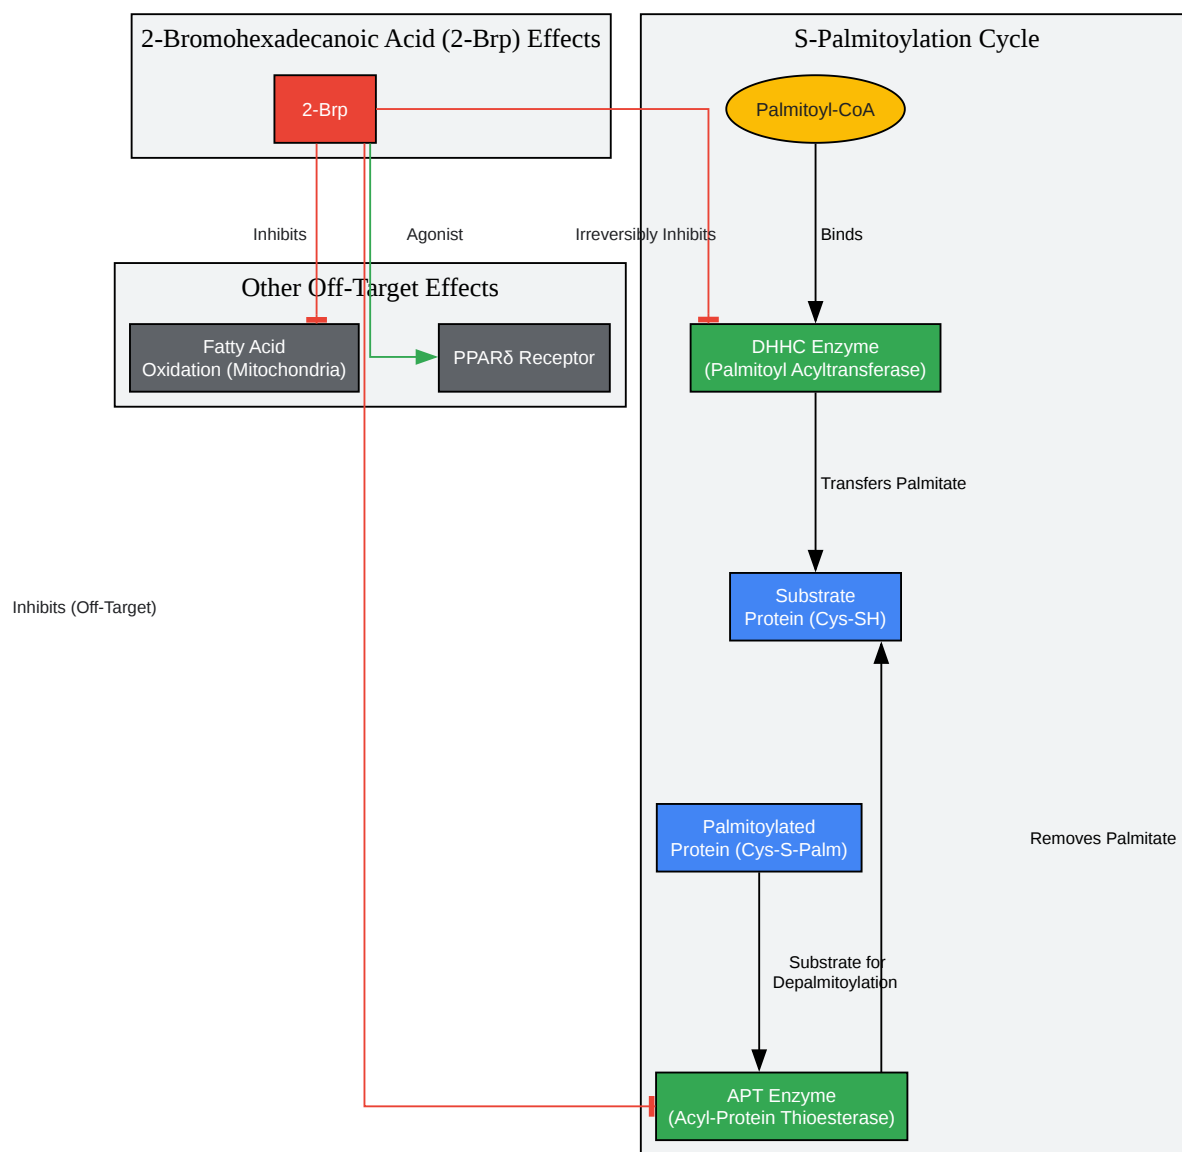 2-Bromohexadecanoic Acid (2-Brp) Effects
S-Palmitoylation Cycle
2-Brp
Palmitoyl-CoA
Inhibits
Agonist
Irreversibly Inhibits
Binds
Other Off-Target Effects
Fatty Acid
Oxidation (Mitochondria)
PPARδ Receptor
DHHC Enzyme
(Palmitoyl Acyltransferase)
Transfers Palmitate
Substrate
Protein (Cys-SH)
Inhibits (Off-Target)
Palmitoylated
Protein (Cys-S-Palm)
Removes Palmitate
Substrate for
Depalmitoylation
APT Enzyme
(Acyl-Protein Thioesterase)